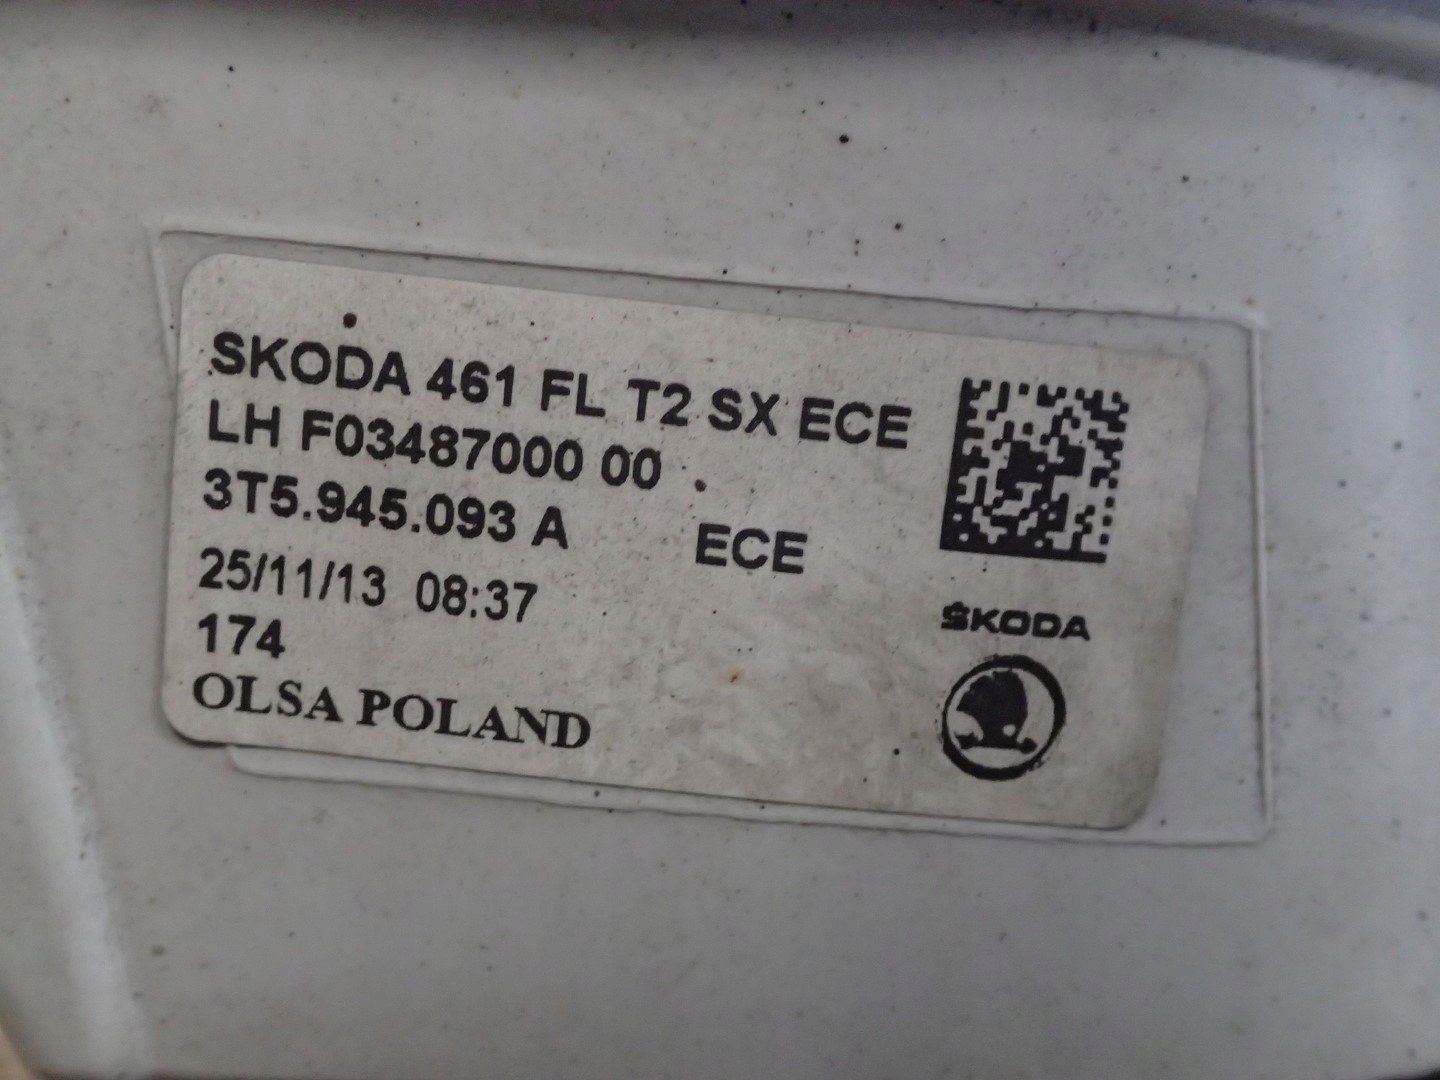 SKODA 461 FL T2 SX ECE
LH F03487000 00
3T5.945.093 A ECE
25/11/13 08:37
174
OLSA POLAND
ŠKODA